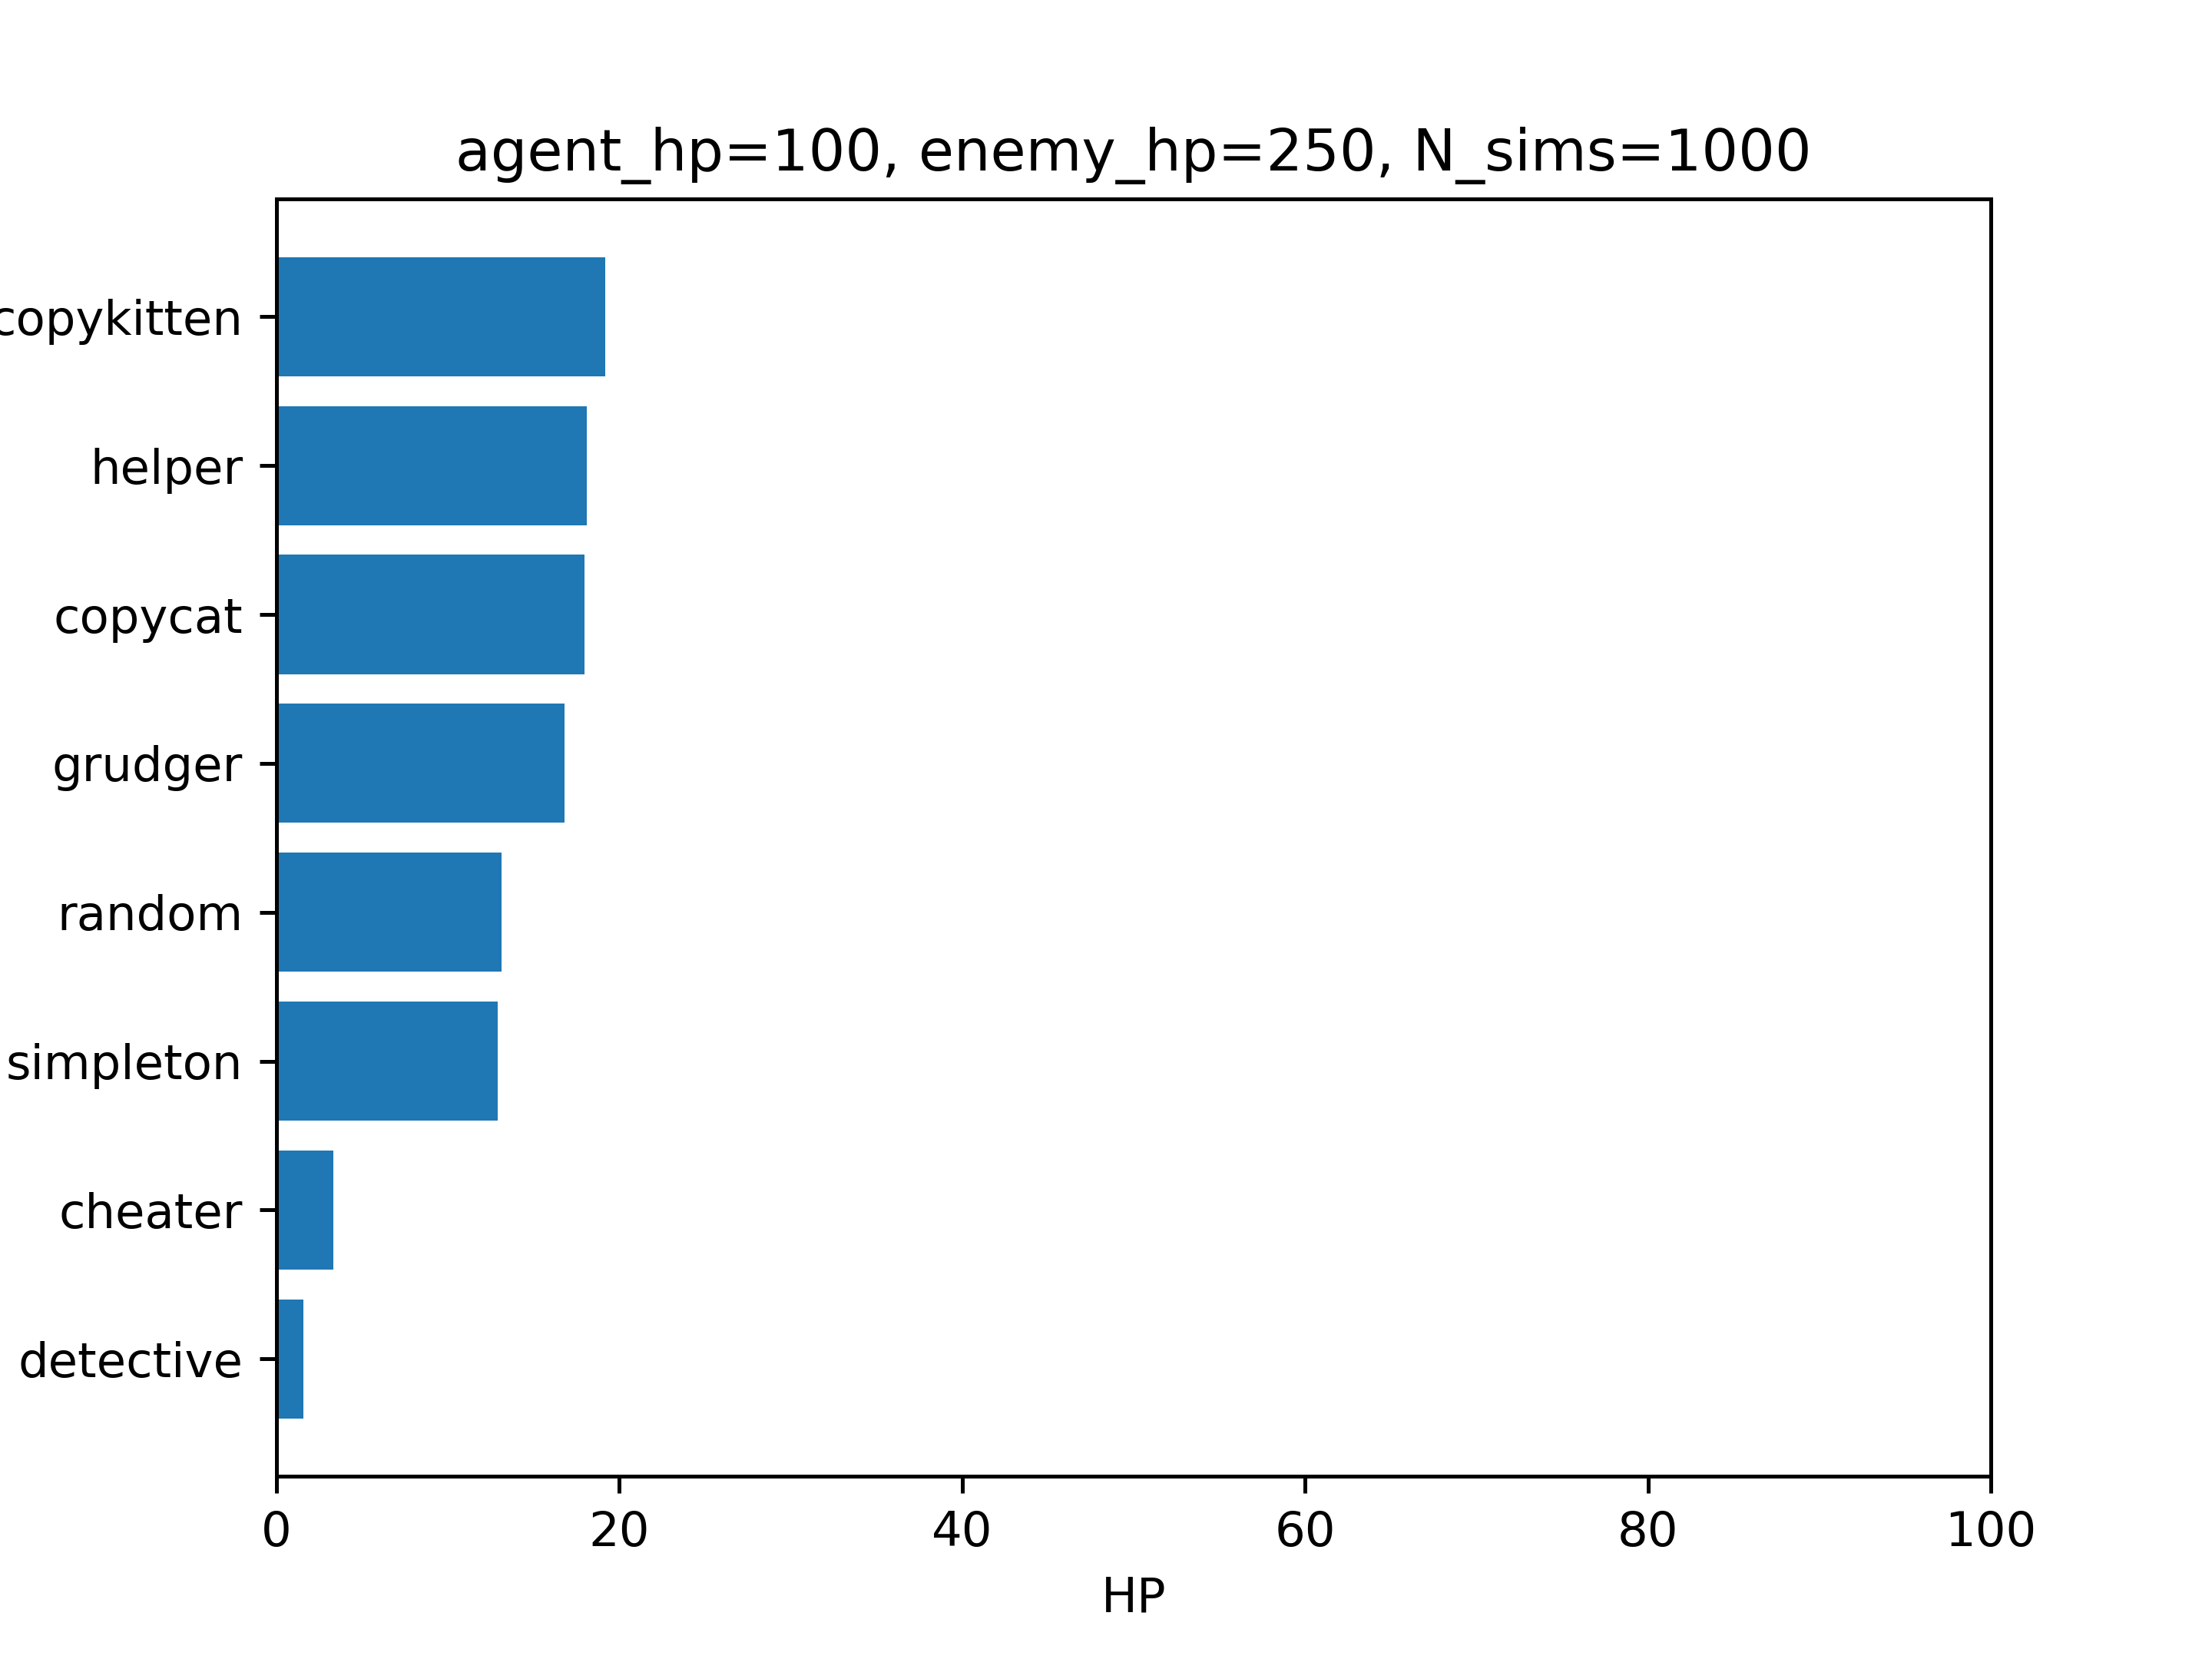 agent_hp=100, enemy_hp=250, N_sims=1000
copykitten
helper
copycat
grudger
random
simpleton
cheater
detective
0 20 40 60 80 100
HP